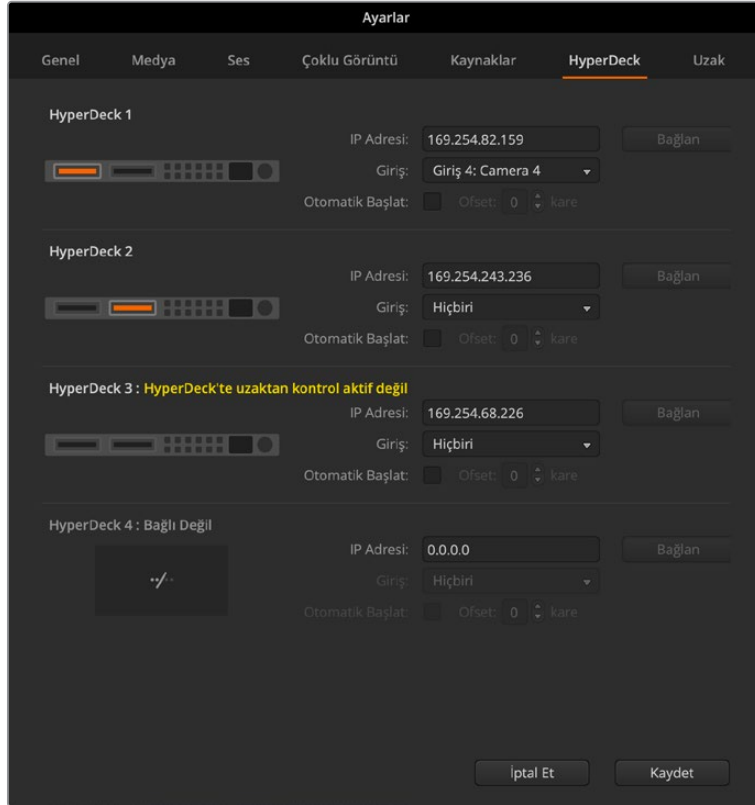 Ayarlar
Genel Medya Ses Çoklu Görüntü Kaynaklar HyperDeck Uzak
HyperDeck 1
IP Adresi: 169.254.82.159 Bağlan
Giriş: Giriş 4: Camera 4
Otomatik Başlat: Ofset: 0 kare
HyperDeck 2
IP Adresi: 169.254.243.236 Bağlan
Giriş: Hiçbiri
Otomatik Başlat: Ofset: 0 kare
HyperDeck 3 : HyperDeck'te uzaktan kontrol aktif değil
IP Adresi: 169.254.68.226 Bağlan
Giriş: Hiçbiri
Otomatik Başlat: Ofset: 0 kare
HyperDeck 4 : Bağlı Değil
IP Adresi: 0.0.0.0 Bağlan
Giriş: Hiçbiri
Otomatik Başlat: Ofset: 0 kare
İptal Et Kaydet